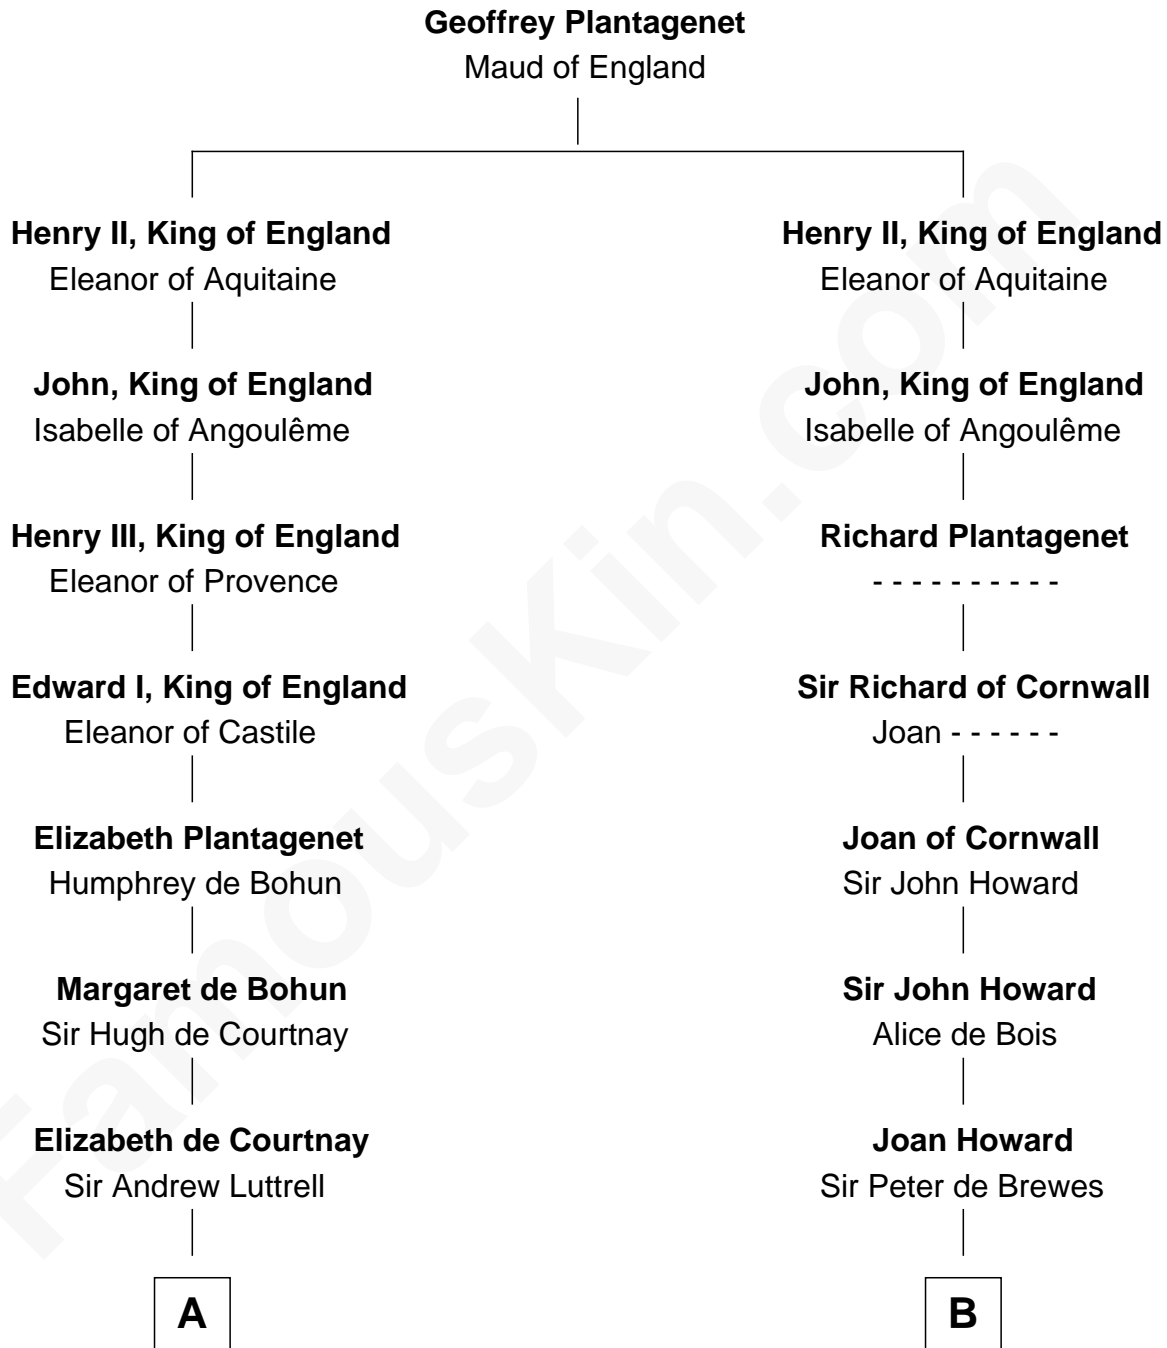 Geoffrey Plantagenet
Maud of England
Henry II, King of England
Eleanor of Aquitaine
Henry II, King of England
Eleanor of Aquitaine
John, King of England
Isabelle of Angoulême
John, King of England
Isabelle of Angoulême
Henry III, King of England
Eleanor of Provence
Richard Plantagenet
- - - - - - - - - -
Edward I, King of England
Eleanor of Castile
Sir Richard of Cornwall
Joan - - - - - -
Elizabeth Plantagenet
Humphrey de Bohun
Joan of Cornwall
Sir John Howard
Margaret de Bohun
Sir Hugh de Courtnay
Sir John Howard
Alice de Bois
Elizabeth de Courtnay
Sir Andrew Luttrell
Joan Howard
Sir Peter de Brewes
A
B
FamousKin.com